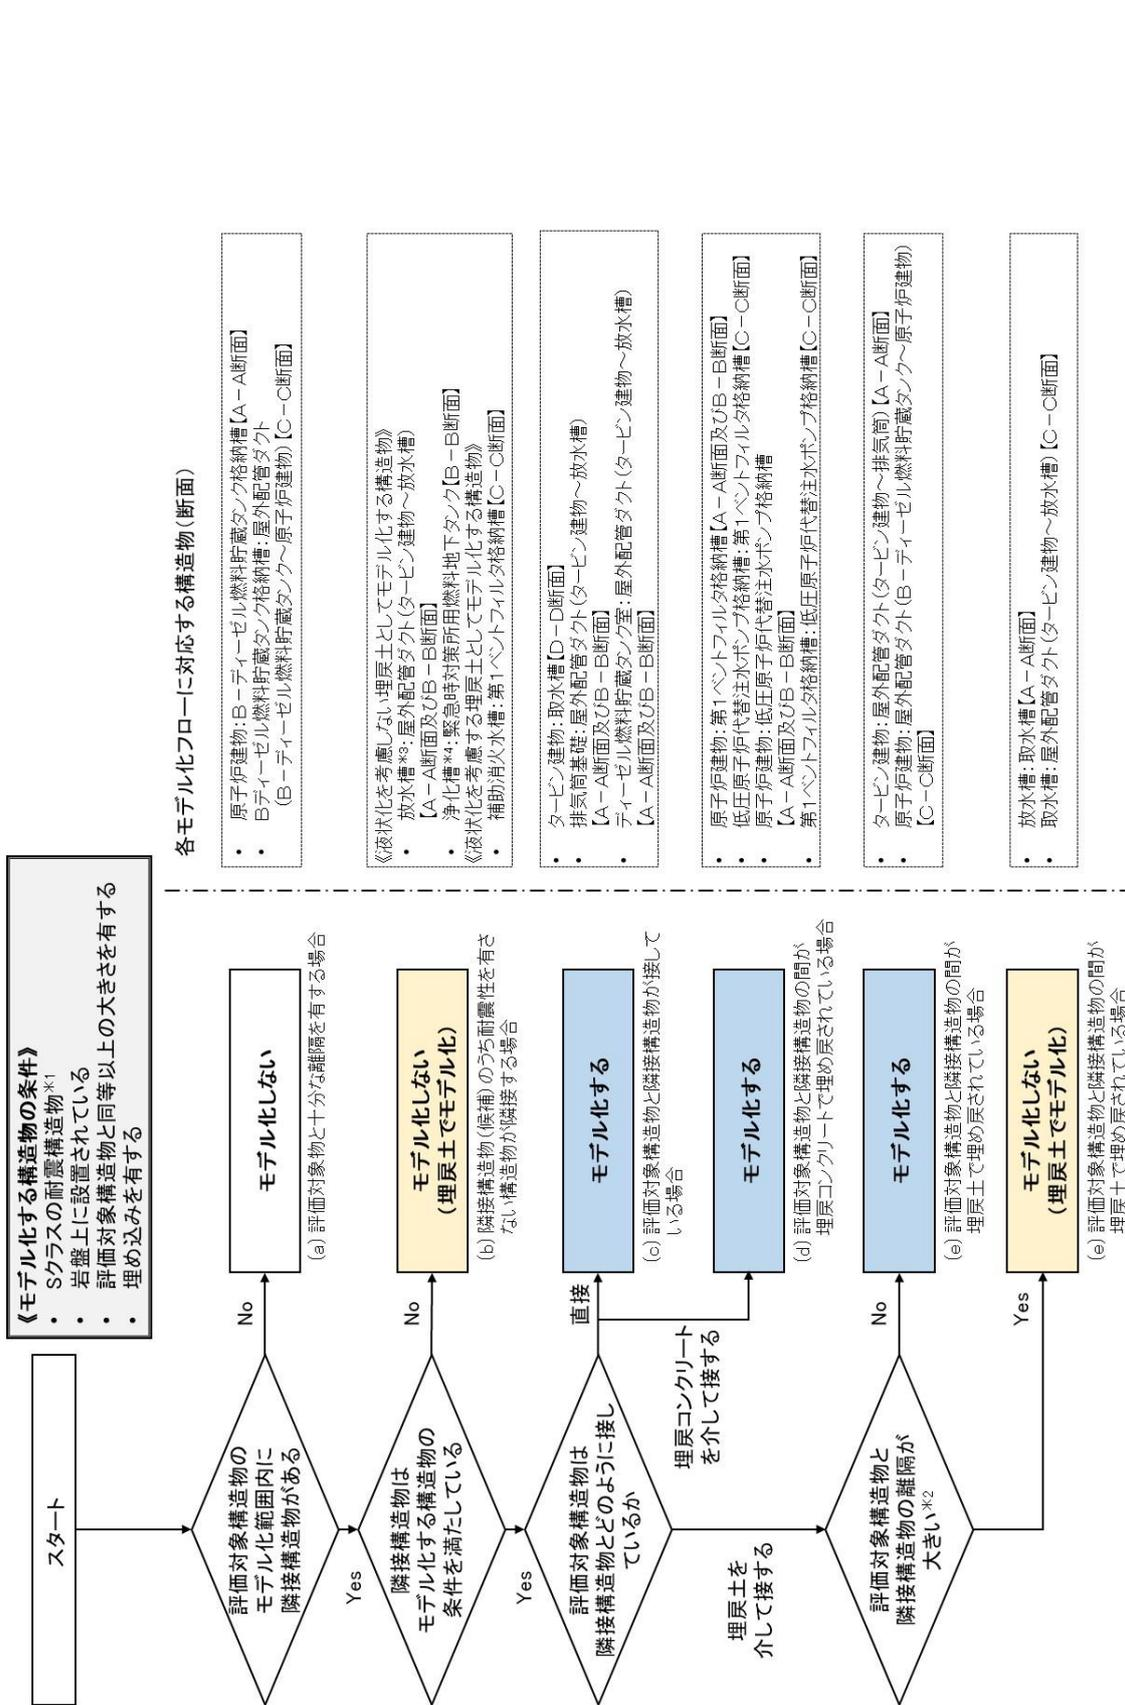 スタート
《モデル化する構造物の条件》
• Sクラスの耐震構造物※1
• 岩盤上に設置されている
• 評価対象構造物と同等以上の大きさを有する
• 埋め込みを有する
各モデル化フローに対応する構造物(断面)
評価対象構造物の
モデル化範囲内に
隣接構造物がある
No
モデル化しない
(a) 評価対象物と十分な離隔を有する場合
• 原子炉建物:B-ディーゼル燃料貯蔵タンク格納槽【A-A断面】
• Bディーゼル燃料貯蔵タンク格納槽:屋外配管ダクト
(B-ディーゼル燃料貯蔵タンク~原子炉建物)【C-C断面】
Yes
隣接構造物は
モデル化する構造物の
条件を満たしている
No
モデル化しない
(埋戻土でモデル化)
(b) 隣接構造物(候補)のうち耐震性を有さ
ない構造物が隣接する場合
《液状化を考慮しない埋戻土としてモデル化する構造物》
• 放水槽※3:屋外配管ダクト(タービン建物~放水槽)
【A-A断面及びB-B断面】
• 浄化槽※4:緊急時対策所用燃料地下タンク【B-B断面】
《液状化を考慮する埋戻土としてモデル化する構造物》
• 補助消火水槽:第1ベントフィルタ格納槽【C-C断面】
Yes
評価対象構造物は
隣接構造物とどのように接し
ているか
直接
モデル化する
(c) 評価対象構造物と隣接構造物が接して
いる場合
• タービン建物:取水槽【D-D断面】
• 排気筒基礎:屋外配管ダクト(タービン建物~放水槽)
【A-A断面及びB-B断面】
• ディーゼル燃料貯蔵タンク室:屋外配管ダクト(タービン建物~放水槽)
【A-A断面及びB-B断面】
埋戻コンクリート
を介して接する
モデル化する
(d) 評価対象構造物と隣接構造物の間が
埋戻コンクリートで埋め戻されている場合
• 原子炉建物:第1ベントフィルタ格納槽【A-A断面及びB-B断面】
• 低圧原子炉代替注水ポンプ格納槽:第1ベントフィルタ格納槽【C-C断面】
• 原子炉建物:低圧原子炉代替注水ポンプ格納槽
【A-A断面及びB-B断面】
• 第1ベントフィルタ格納槽:低圧原子炉代替注水ポンプ格納槽【C-C断面】
埋戻土を
介して接する
評価対象構造物と
隣接構造物の離隔が
大きい※2
No
モデル化する
(e) 評価対象構造物と隣接構造物の間が
埋戻土で埋め戻されている場合
• タービン建物:屋外配管ダクト(タービン建物~排気筒)【A-A断面】
• 原子炉建物:屋外配管ダクト(B-ディーゼル燃料貯蔵タンク~原子炉建物)
【C-C断面】
Yes
モデル化しない
(埋戻土でモデル化)
(e) 評価対象構造物と隣接構造物の間が
埋戻土で埋め戻されている場合
• 放水槽:取水槽【A-A断面】
• 取水槽:屋外配管ダクト(タービン建物~放水槽)【C-C断面】